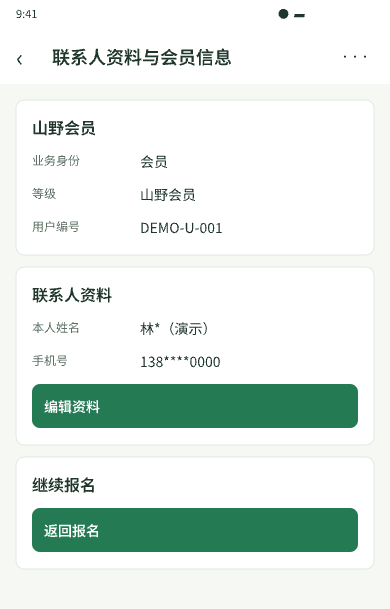 9:41
‹ 联系人资料与会员信息 ···
山野会员
业务身份 会员
等级 山野会员
用户编号 DEMO-U-001
联系人资料
本人姓名 林*（演示）
手机号 138****0000
编辑资料
继续报名
返回报名